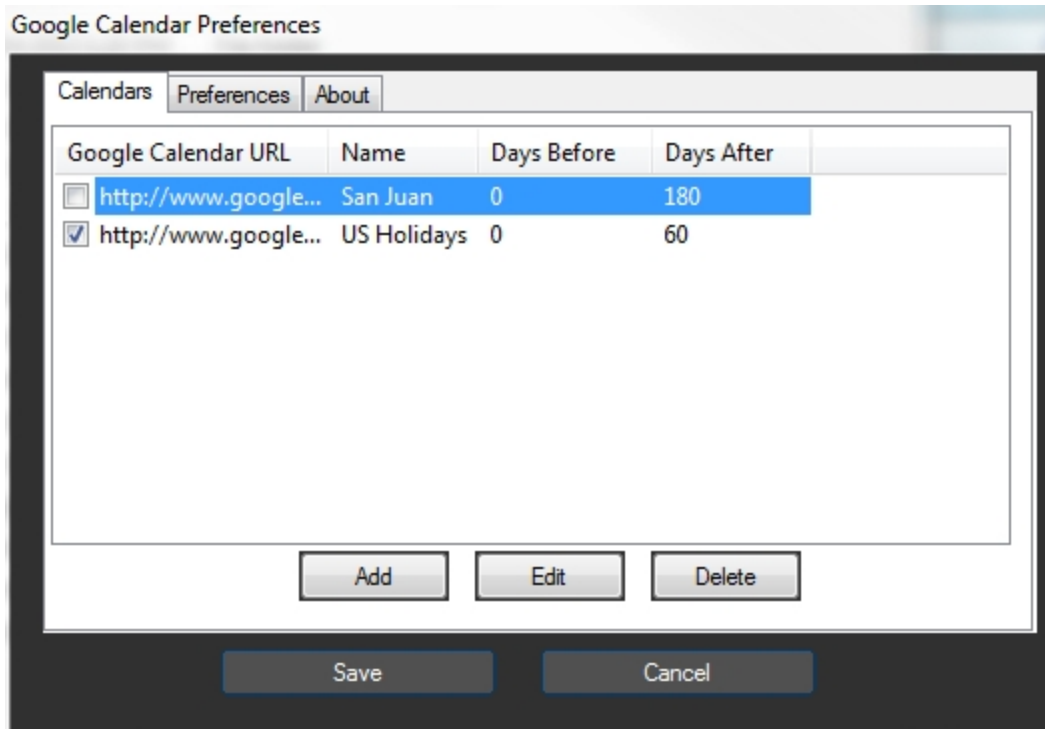 Google Calendar Preferences
Calendars Preferences About
Google Calendar URL Name Days Before Days After
http://www.google... San Juan 0 180
http://www.google... US Holidays 0 60
Add Edit Delete
Save Cancel